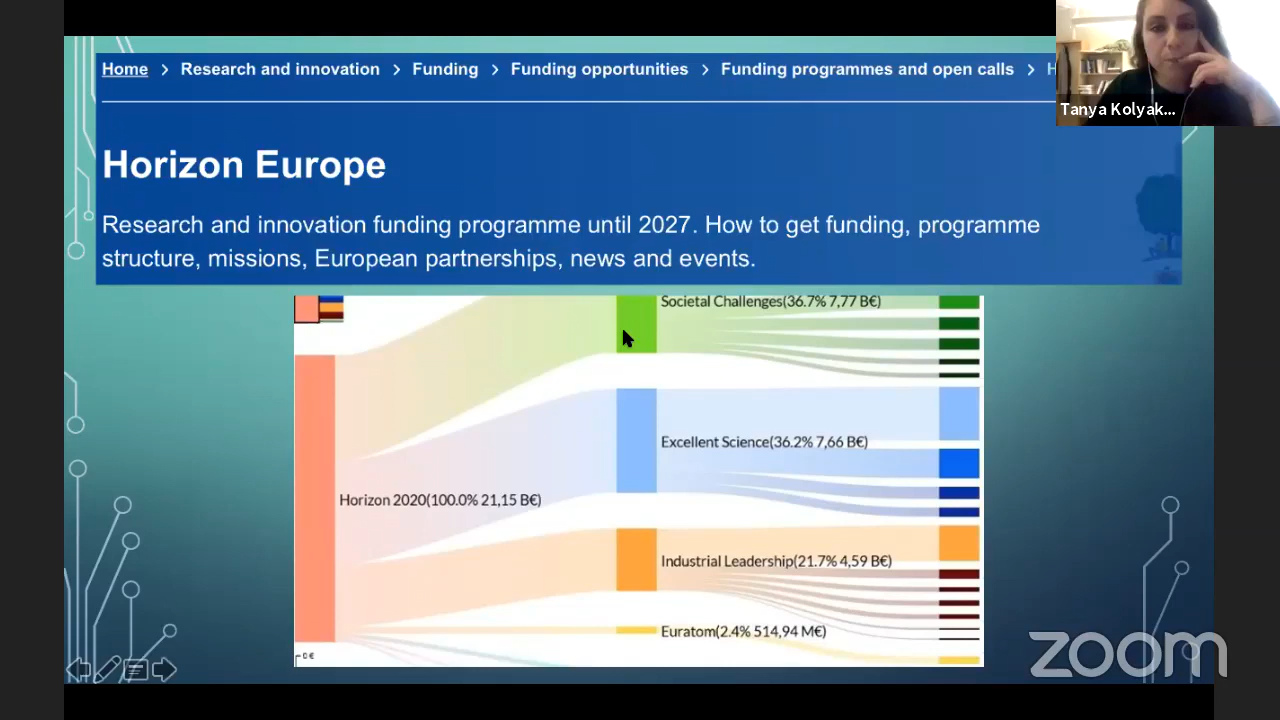 Home > Research and innovation > Funding > Funding opportunities > Funding programmes and open calls > H
Tanya Kolyak...
Horizon Europe
Research and innovation funding programme until 2027. How to get funding, programme
structure, missions, European partnerships, news and events.
Societal Challenges(36.7% 7,77 B€)
Excellent Science(36.2% 7,66 B€)
Horizon 2020(100.0% 21,15 B€)
Industrial Leadership(21.7% 4,59 B€)
Euratom(2.4% 514,94 M€)
0 €
zoom